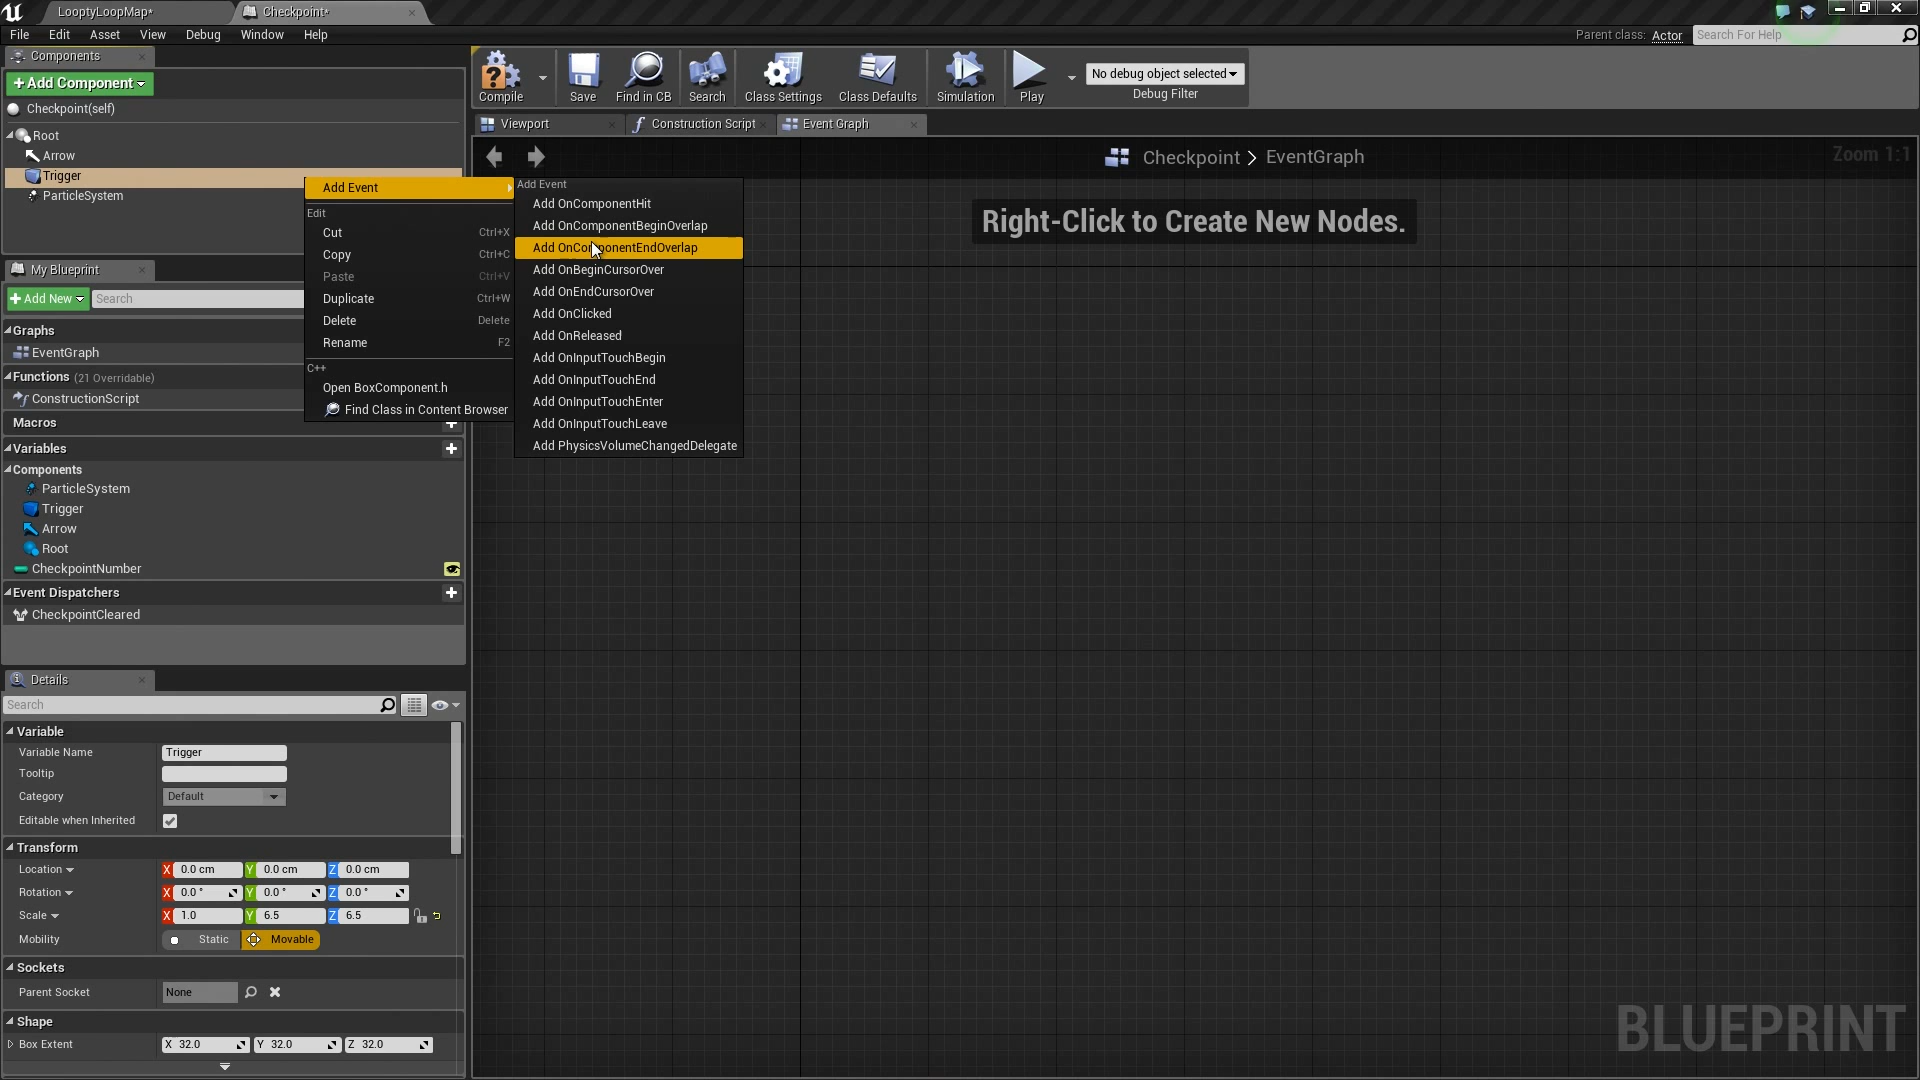 LooptyLoopMap*
Checkpoint*
File Edit Asset View Debug Window Help
Parent class: Actor
Search For Help
Components
+ Add Component
Checkpoint(self)
Root
Arrow
Trigger
ParticleSystem
Compile
Save
Find in CB
Search
Class Settings
Class Defaults
Simulation
Play
No debug object selected
Debug Filter
Viewport
Construction Script
Event Graph
Checkpoint > EventGraph
Zoom 1:1
Right-Click to Create New Nodes.
Add Event
Edit
Cut Ctrl+X
Copy Ctrl+C
Paste Ctrl+V
Duplicate Ctrl+W
Delete Delete
Rename F2
C++
Open BoxComponent.h
Find Class in Content Browser
Add Event
Add OnComponentHit
Add OnComponentBeginOverlap
Add OnComponentEndOverlap
Add OnBeginCursorOver
Add OnEndCursorOver
Add OnClicked
Add OnReleased
Add OnInputTouchBegin
Add OnInputTouchEnd
Add OnInputTouchEnter
Add OnInputTouchLeave
Add PhysicsVolumeChangedDelegate
My Blueprint
+ Add New
Search
Graphs
EventGraph
Functions (21 Overridable)
ConstructionScript
Macros
Variables
Components
ParticleSystem
Trigger
Arrow
Root
CheckpointNumber
Event Dispatchers
CheckpointCleared
Details
Search
Variable
Variable Name Trigger
Tooltip
Category Default
Editable when Inherited
Transform
Location X 0.0 cm Y 0.0 cm Z 0.0 cm
Rotation X 0.0 ° Y 0.0 ° Z 0.0 °
Scale X 1.0 Y 6.5 Z 6.5
Mobility Static Movable
Sockets
Parent Socket None
Shape
Box Extent X 32.0 Y 32.0 Z 32.0
BLUEPRINT